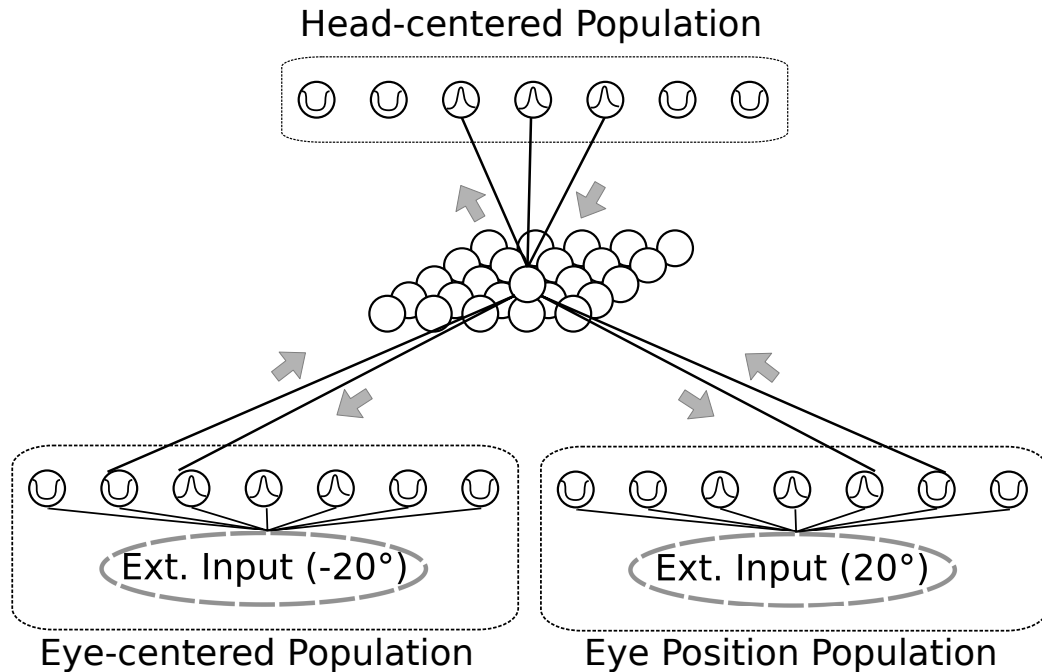 Head-centered Population
Ext. Input (-20°)
Ext. Input (20°)
Eye-centered Population
Eye Position Population